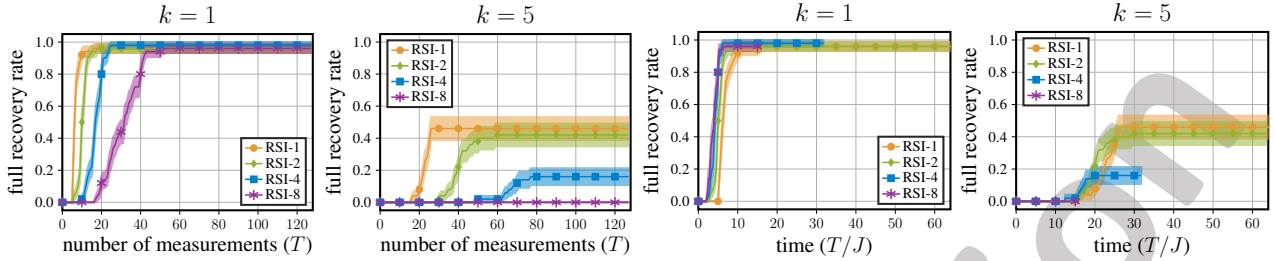 k = 1
full recovery rate
1.0
0.8
0.6
0.4
0.2
0.0
RSI-1
RSI-2
RSI-4
RSI-8
0 20 40 60 80 100 120
number of measurements (T)
k = 5
full recovery rate
1.0
0.8
0.6
0.4
0.2
0.0
RSI-1
RSI-2
RSI-4
RSI-8
0 20 40 60 80 100 120
number of measurements (T)
k = 1
full recovery rate
1.0
0.8
0.6
0.4
0.2
0.0
RSI-1
RSI-2
RSI-4
RSI-8
0 10 20 30 40 50 60
time (T/J)
k = 5
full recovery rate
1.0
0.8
0.6
0.4
0.2
0.0
RSI-1
RSI-2
RSI-4
RSI-8
0 10 20 30 40 50 60
time (T/J)